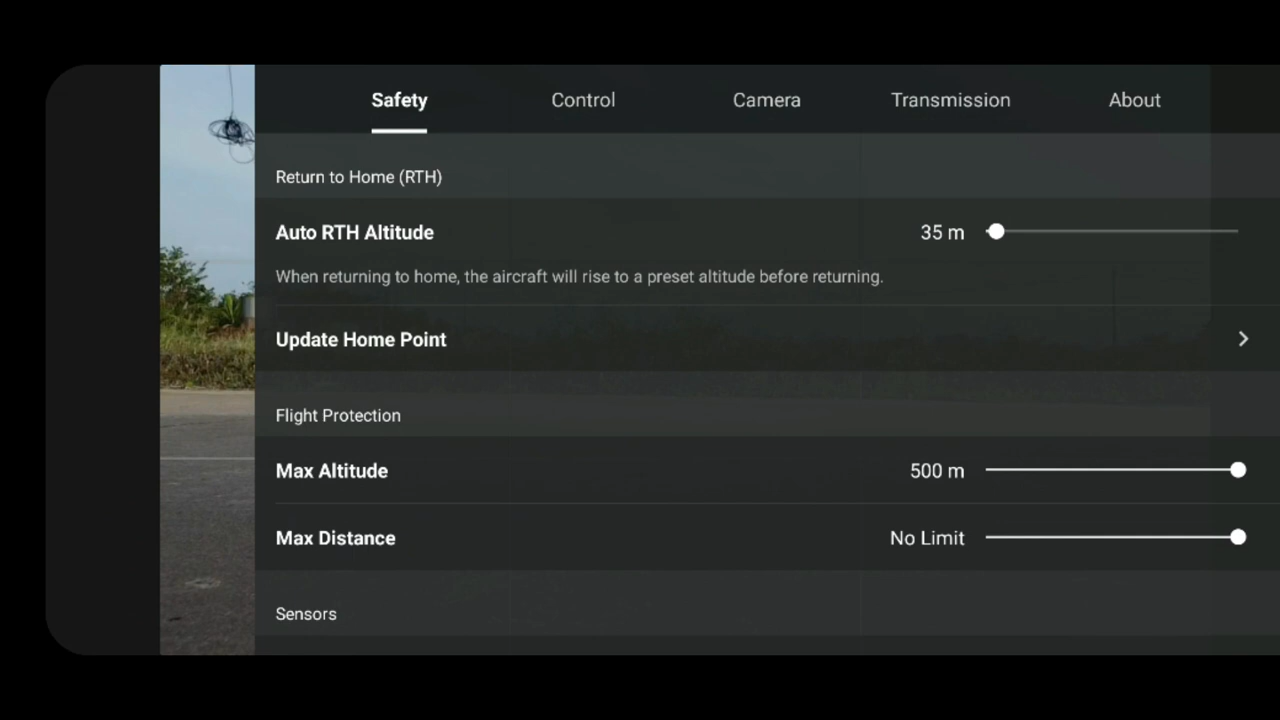 Safety Control Camera Transmission About
Return to Home (RTH)
Auto RTH Altitude 35 m
When returning to home, the aircraft will rise to a preset altitude before returning.
Update Home Point
Flight Protection
Max Altitude 500 m
Max Distance No Limit
Sensors